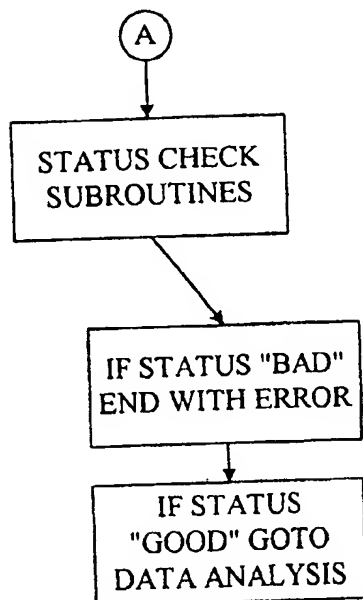 A
STATUS CHECK
SUBROUTINES
IF STATUS "BAD"
END WITH ERROR
IF STATUS
"GOOD" GOTO
DATA ANALYSIS